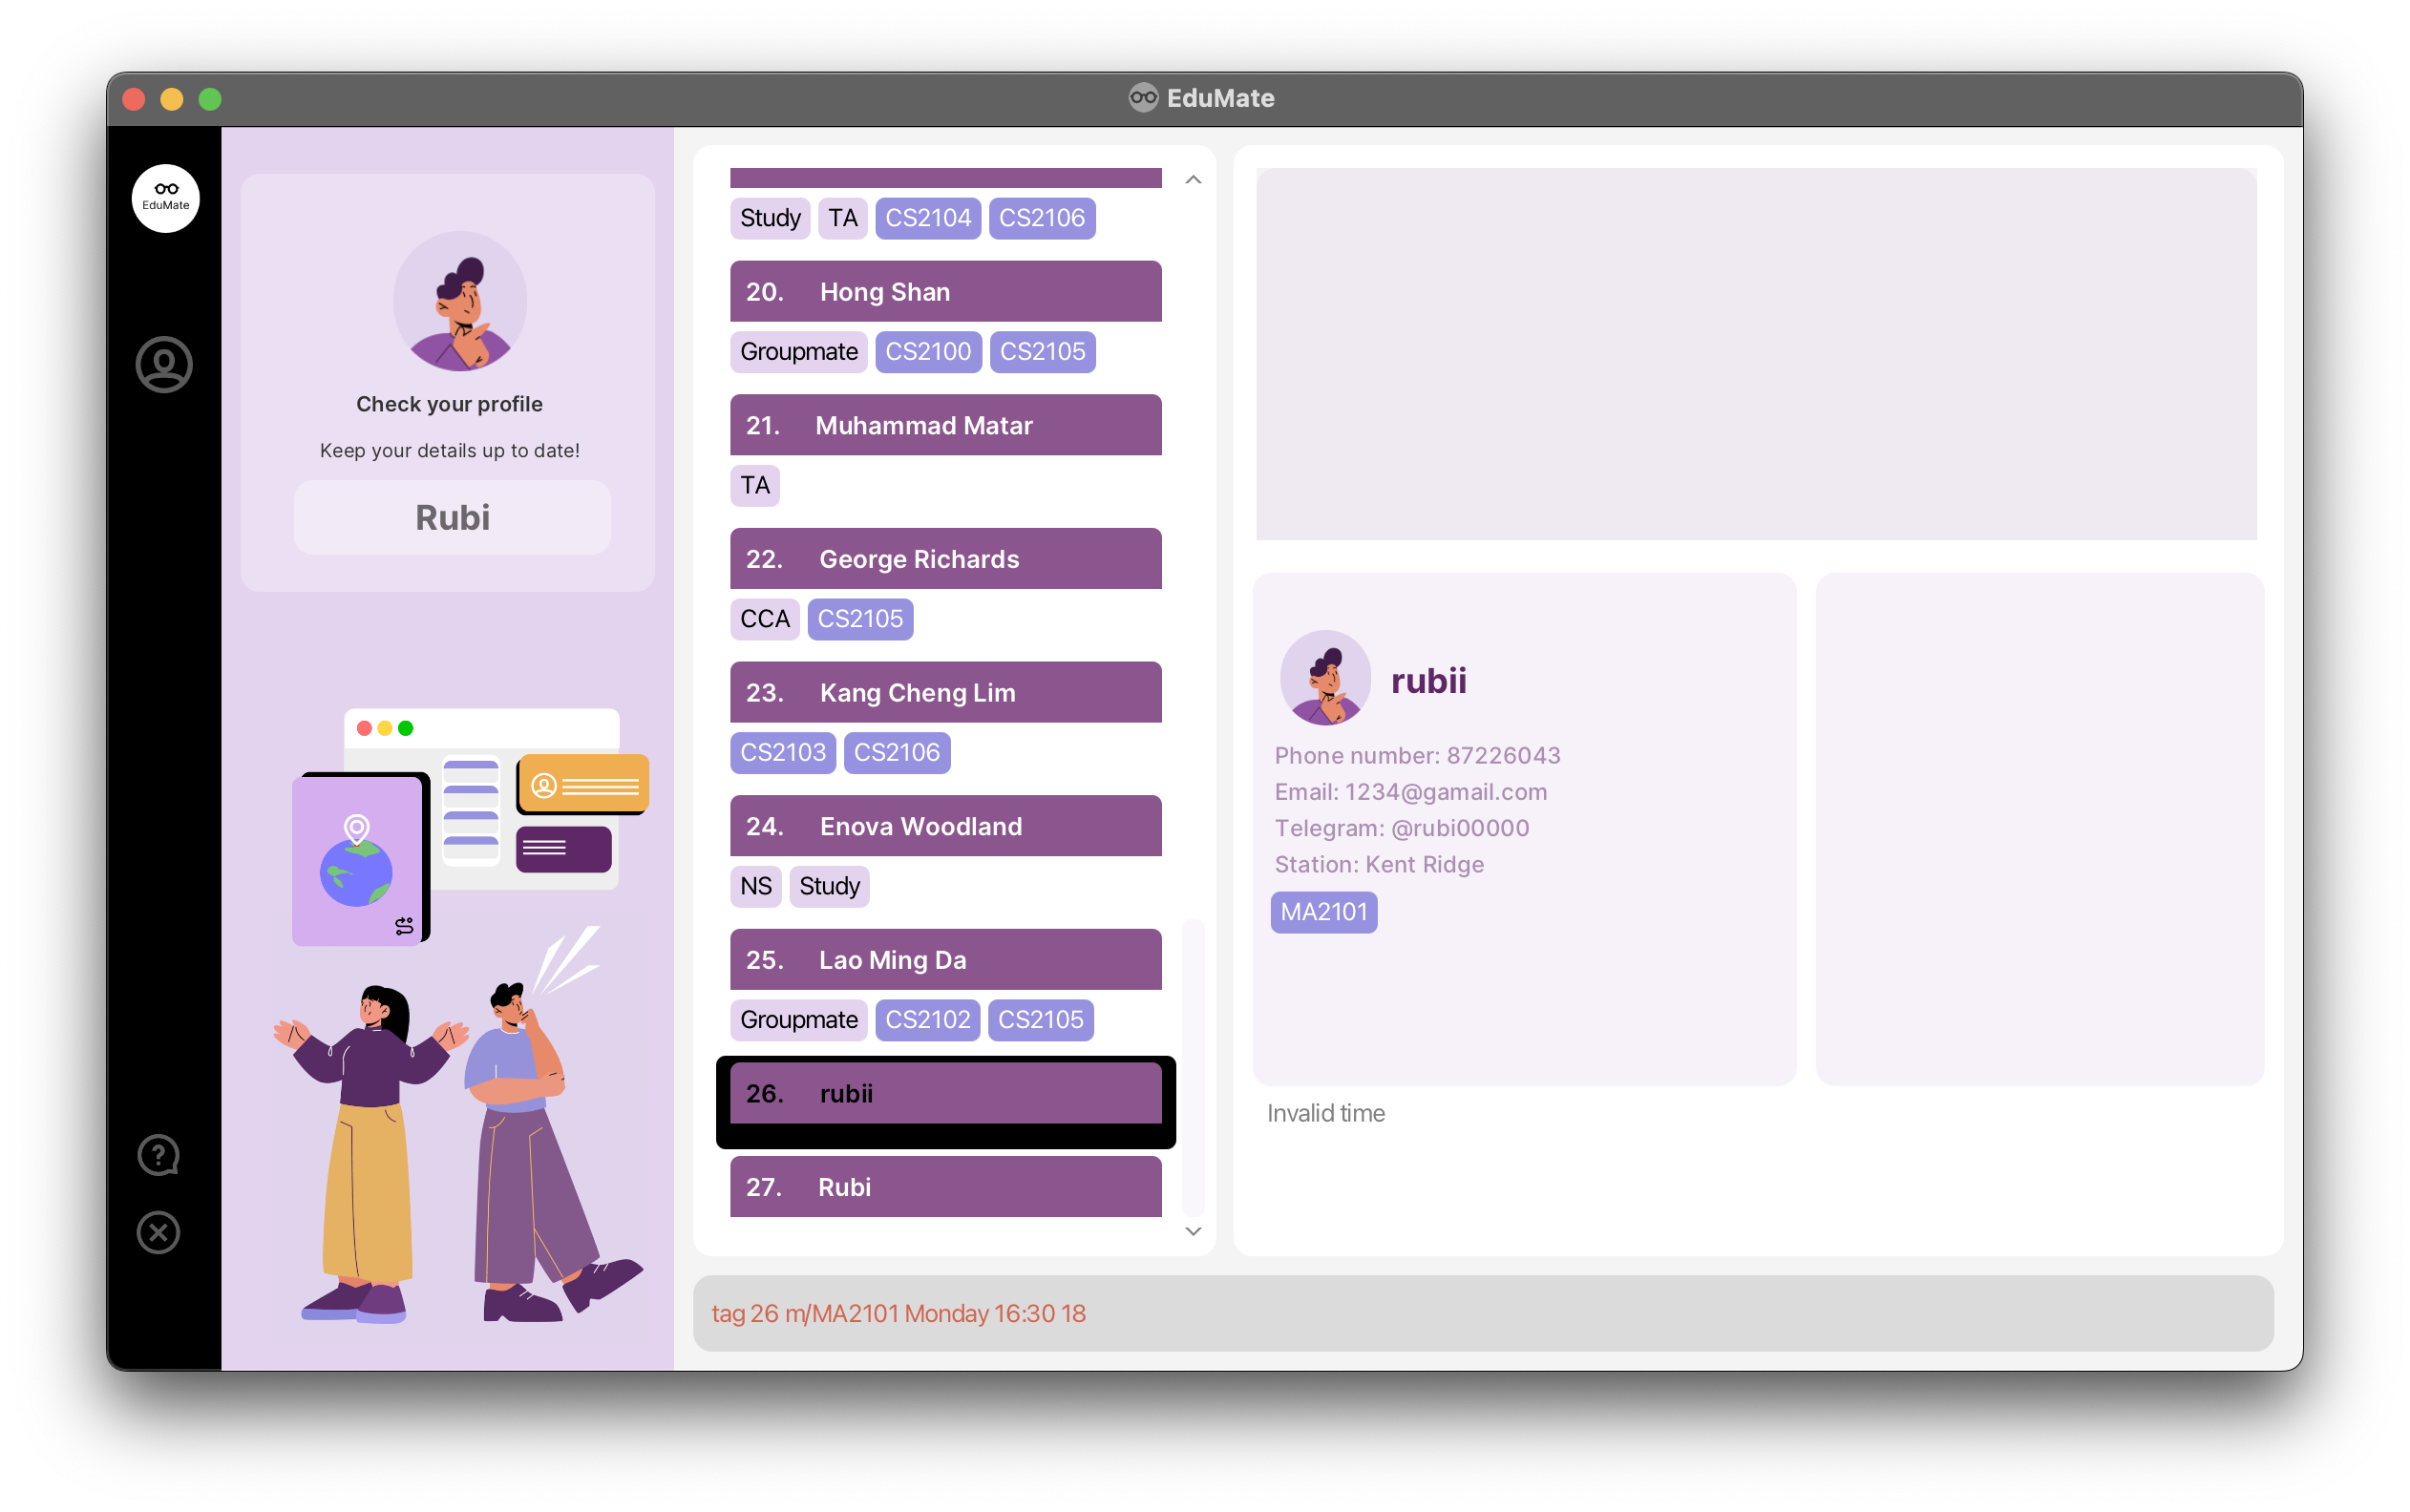 EduMate
EduMate
Check your profile
Keep your details up to date!
Rubi
Study TA CS2104 CS2106
20. Hong Shan
Groupmate CS2100 CS2105
21. Muhammad Matar
TA
22. George Richards
CCA CS2105
23. Kang Cheng Lim
CS2103 CS2106
24. Enova Woodland
NS Study
25. Lao Ming Da
Groupmate CS2102 CS2105
26. rubii
27. Rubi
rubii
Phone number: 87226043
Email: 1234@gamail.com
Telegram: @rubi00000
Station: Kent Ridge
MA2101
Invalid time
tag 26 m/MA2101 Monday 16:30 18